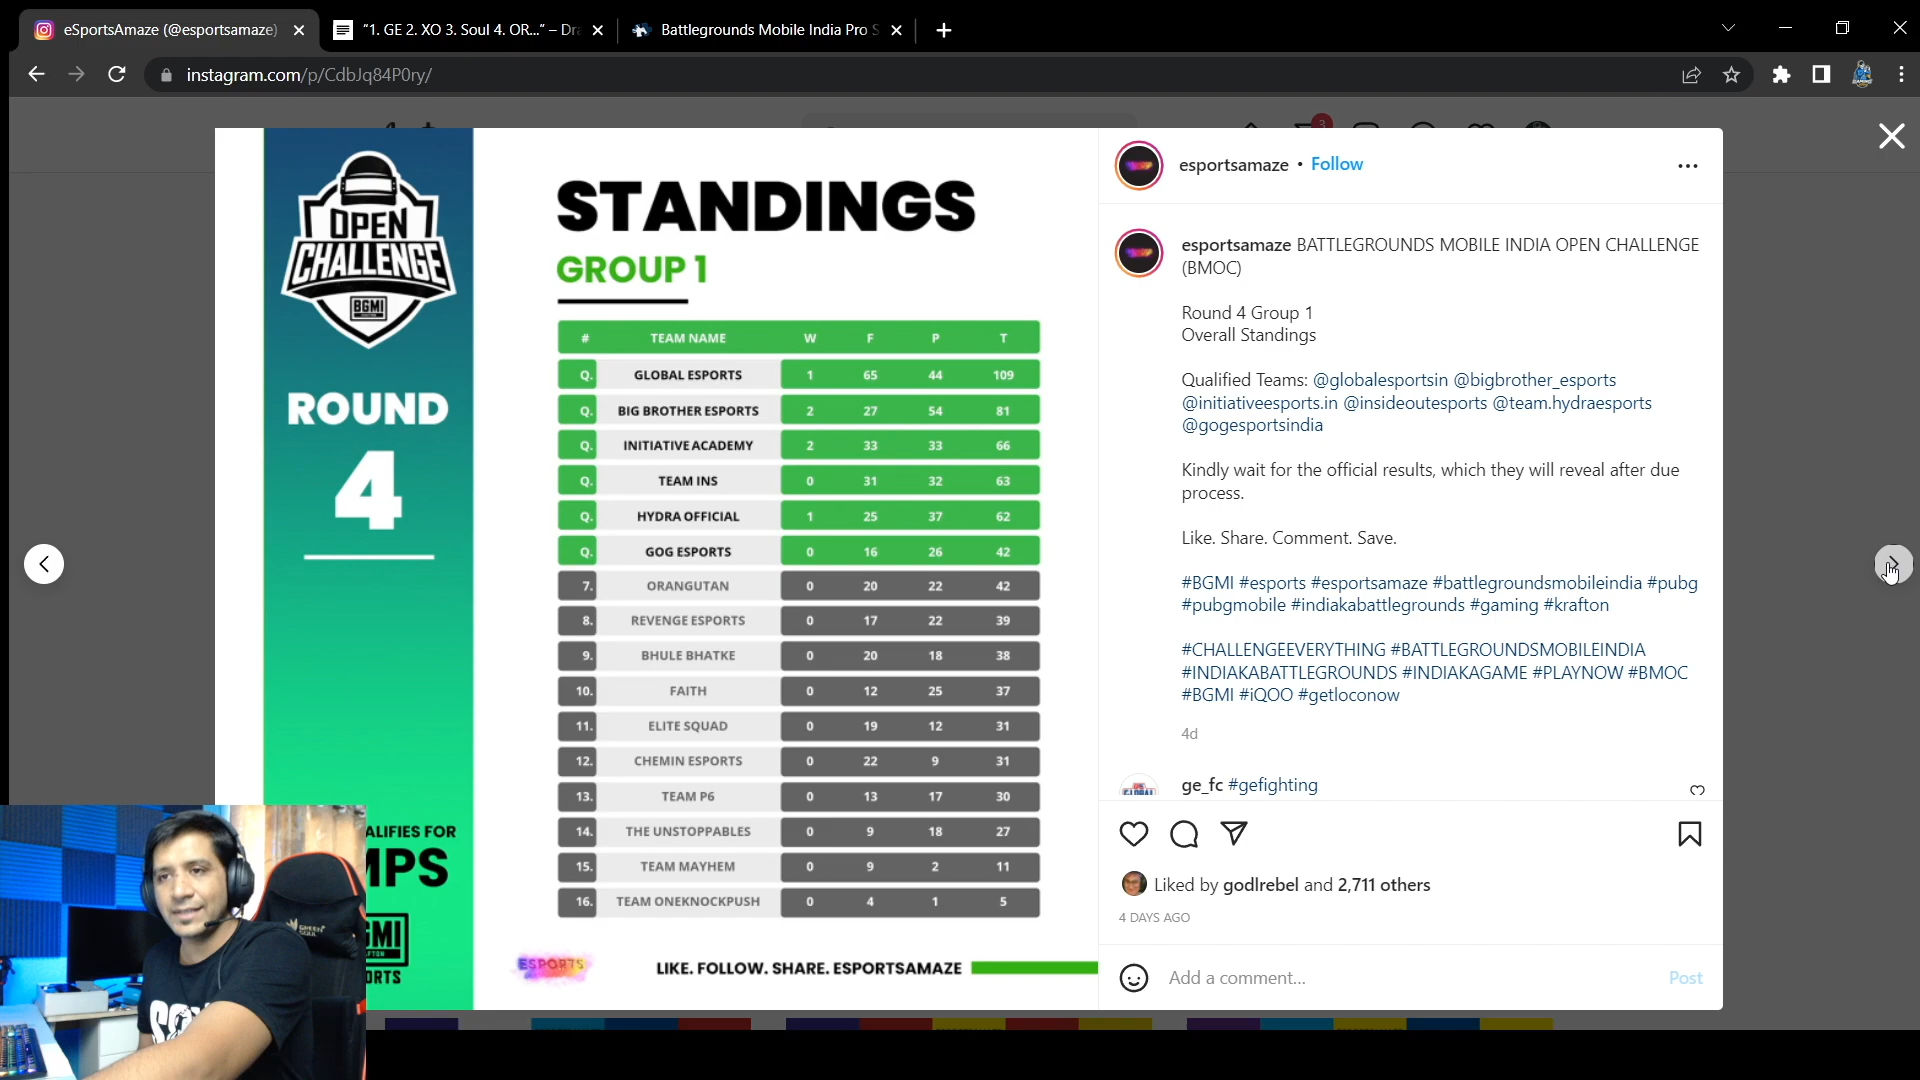 eSportsAmaze (@esportsamaze)
“1. GE 2. XO 3. Soul 4. OR...” – Dra
Battlegrounds Mobile India Pro S
instagram.com/p/CdbJq84P0ry/
3
OPEN
CHALLENGE
BGMI
ROUND
4
STANDINGS
GROUP 1
# TEAM NAME W F P T
Q. GLOBAL ESPORTS 1 65 44 109
Q. BIG BROTHER ESPORTS 2 27 54 81
Q. INITIATIVE ACADEMY 2 33 33 66
Q. TEAM INS 0 31 32 63
Q. HYDRA OFFICIAL 1 25 37 62
Q. GOG ESPORTS 0 16 26 42
7. ORANGUTAN 0 20 22 42
8. REVENGE ESPORTS 0 17 22 39
9. BHULE BHATKE 0 20 18 38
10. FAITH 0 12 25 37
11. ELITE SQUAD 0 19 12 31
12. CHEMIN ESPORTS 0 22 9 31
13. TEAM P6 0 13 17 30
14. THE UNSTOPPABLES 0 9 18 27
15. TEAM MAYHEM 0 9 2 11
16. TEAM ONEKNOCKPUSH 0 4 1 5
ALIFIES FOR
MPS
GMI
ORTS
GREEN
SOUL
ESPORTS
LIKE. FOLLOW. SHARE. ESPORTSAMAZE
esportsamaze • Follow
esportsamaze BATTLEGROUNDS MOBILE INDIA OPEN CHALLENGE
(BMOC)
Round 4 Group 1
Overall Standings
Qualified Teams: @globalesportsin @bigbrother_esports
@initiativeesports.in @insideoutesports @team.hydraesports
@gogesportsindia
Kindly wait for the official results, which they will reveal after due
process.
Like. Share. Comment. Save.
#BGMI #esports #esportsamaze #battlegroundsmobileindia #pubg
#pubgmobile #indiakabattlegrounds #gaming #krafton
#CHALLENGEEVERYTHING #BATTLEGROUNDSMOBILEINDIA
#INDIAKABATTLEGROUNDS #INDIAKAGAME #PLAYNOW #BMOC
#BGMI #iQOO #getloconow
4d
ge_fc #gefighting
Liked by godlrebel and 2,711 others
4 DAYS AGO
Add a comment...
Post